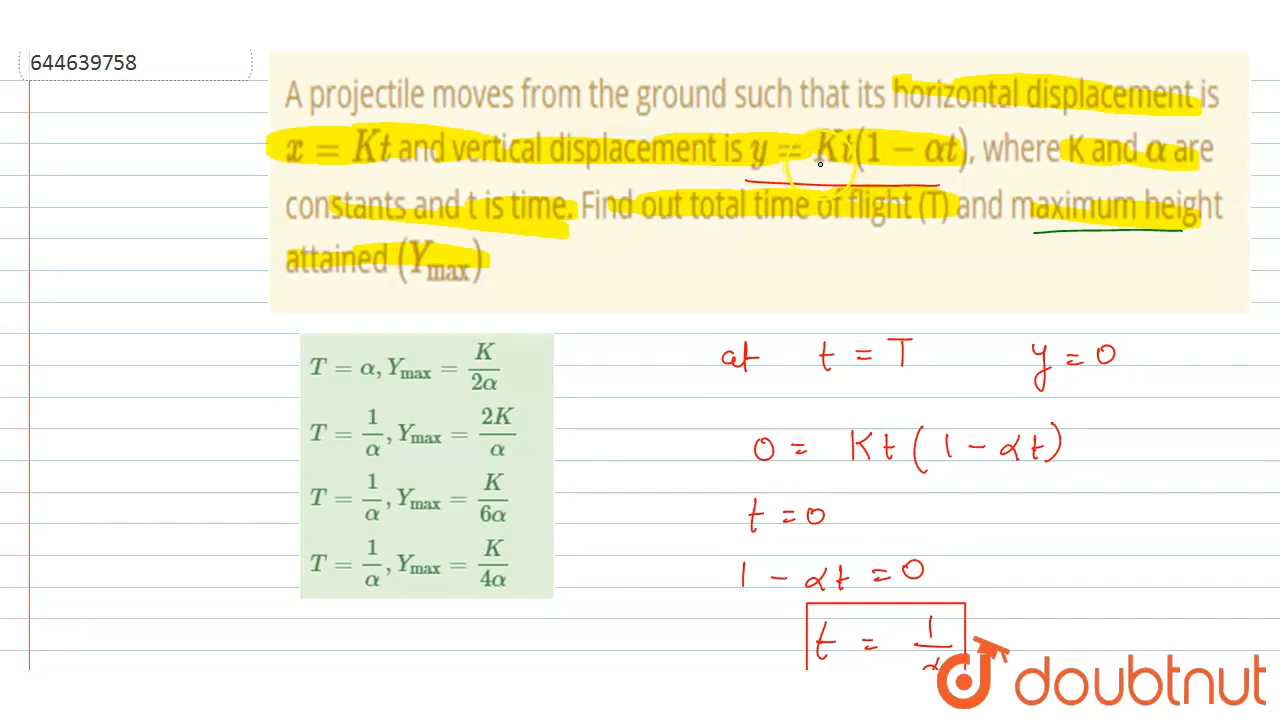 644639758
A projectile moves from the ground such that its horizontal displacement is
x = Kt and vertical displacement is y = Kt(1 − αt), where K and α are
constants and t is time. Find out total time of flight (T) and maximum height
attained (Y_max)
T = α, Y_max = K/2α
T = 1/α, Y_max = 2K/α
T = 1/α, Y_max = K/6α
T = 1/α, Y_max = K/4α
at t = T y = 0
0 = Kt(1 − αt)
t = 0
1 − αt = 0
t = 1/α
doubtnut